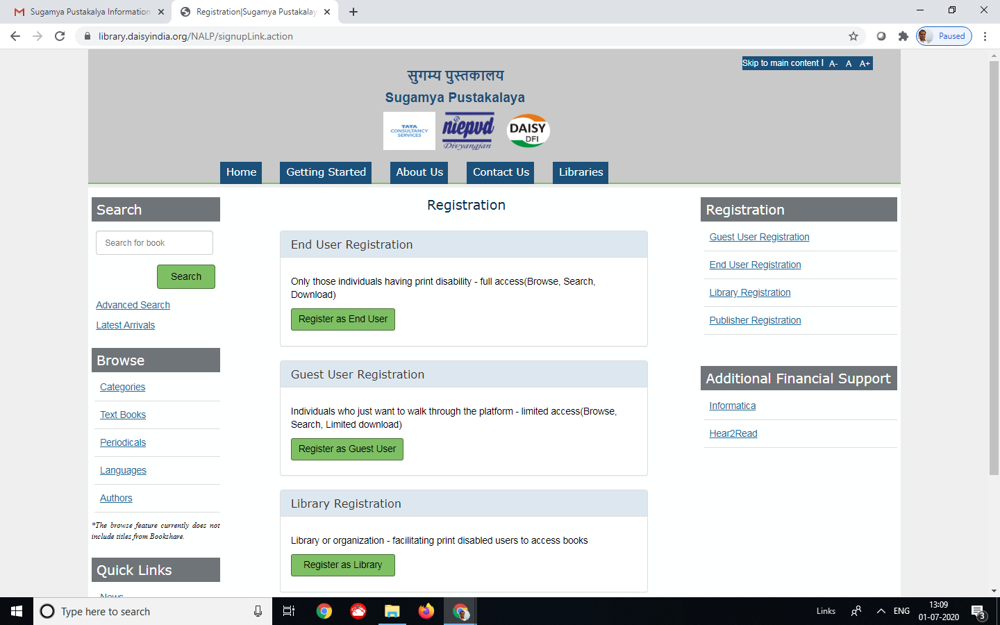 Sugamya Pustakalya Information
Registration|Sugamya Pustakalay
library.daisyindia.org/NALP/signupLink.action
Paused
Skip to main content | A- A A+
सुगम्य पुस्तकालय
Sugamya Pustakalaya
TATA
CONSULTANCY
SERVICES
niepvd
Divyangjan
DAISY
DFI
Home Getting Started About Us Contact Us Libraries
Search
Search for book
Search
Advanced Search
Latest Arrivals
Browse
Categories
Text Books
Periodicals
Languages
Authors
*The browse feature currently does not
include titles from Bookshare.
Quick Links
News
Registration
End User Registration
Only those individuals having print disability - full access(Browse, Search,
Download)
Register as End User
Guest User Registration
Individuals who just want to walk through the platform - limited access(Browse,
Search, Limited download)
Register as Guest User
Library Registration
Library or organization - facilitating print disabled users to access books
Register as Library
Registration
Guest User Registration
End User Registration
Library Registration
Publisher Registration
Additional Financial Support
Informatica
Hear2Read
Type here to search
Links
ENG
13:09
01-07-2020
3